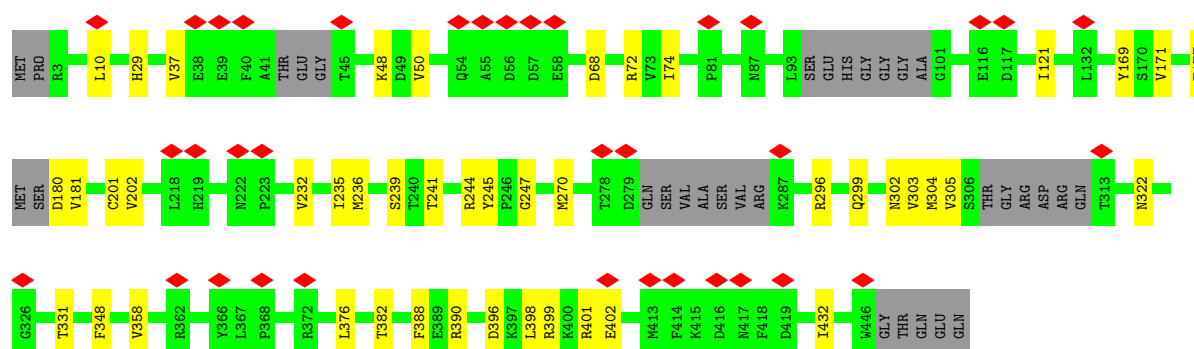 MET PRO R3 L10 H29 V37 E38 E39 F40 A41 THR GLU GLY T45 K48 D49 V50 Q54 A55 D56 D57 E58 D68 R72 V73 I74 P81 N87 L93 SER GLU HIS GLY GLY GLY ALA G101 E116 D117 I121 L132 Y169 S170 V171
MET SER D180 V181 C201 V202 L218 H219 N222 P223 V232 I235 M236 S239 T240 T241 R244 Y245 P246 G247 M270 T278 D279 GLN SER VAL ALA SER VAL ARG K287 R296 Q299 N302 V303 M304 V305 S306 THR GLY ARG ASP ARG GLN T313 N322
G326 T331 F348 V358 R362 Y366 L367 P368 R372 L376 T382 F388 E389 R390 D396 K397 L398 R399 K400 R401 E402 M413 F414 K415 D416 N417 F418 D419 I432 W446 GLY THR GLN GLU GLN